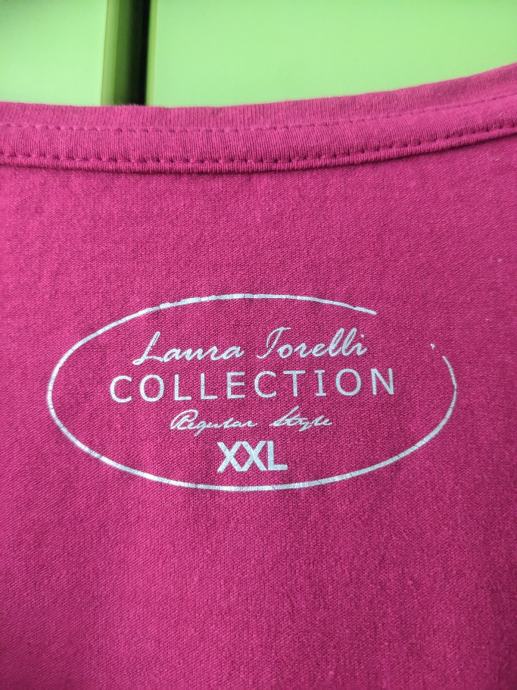 Laura Torelli
COLLECTION
Regular Style
XXL